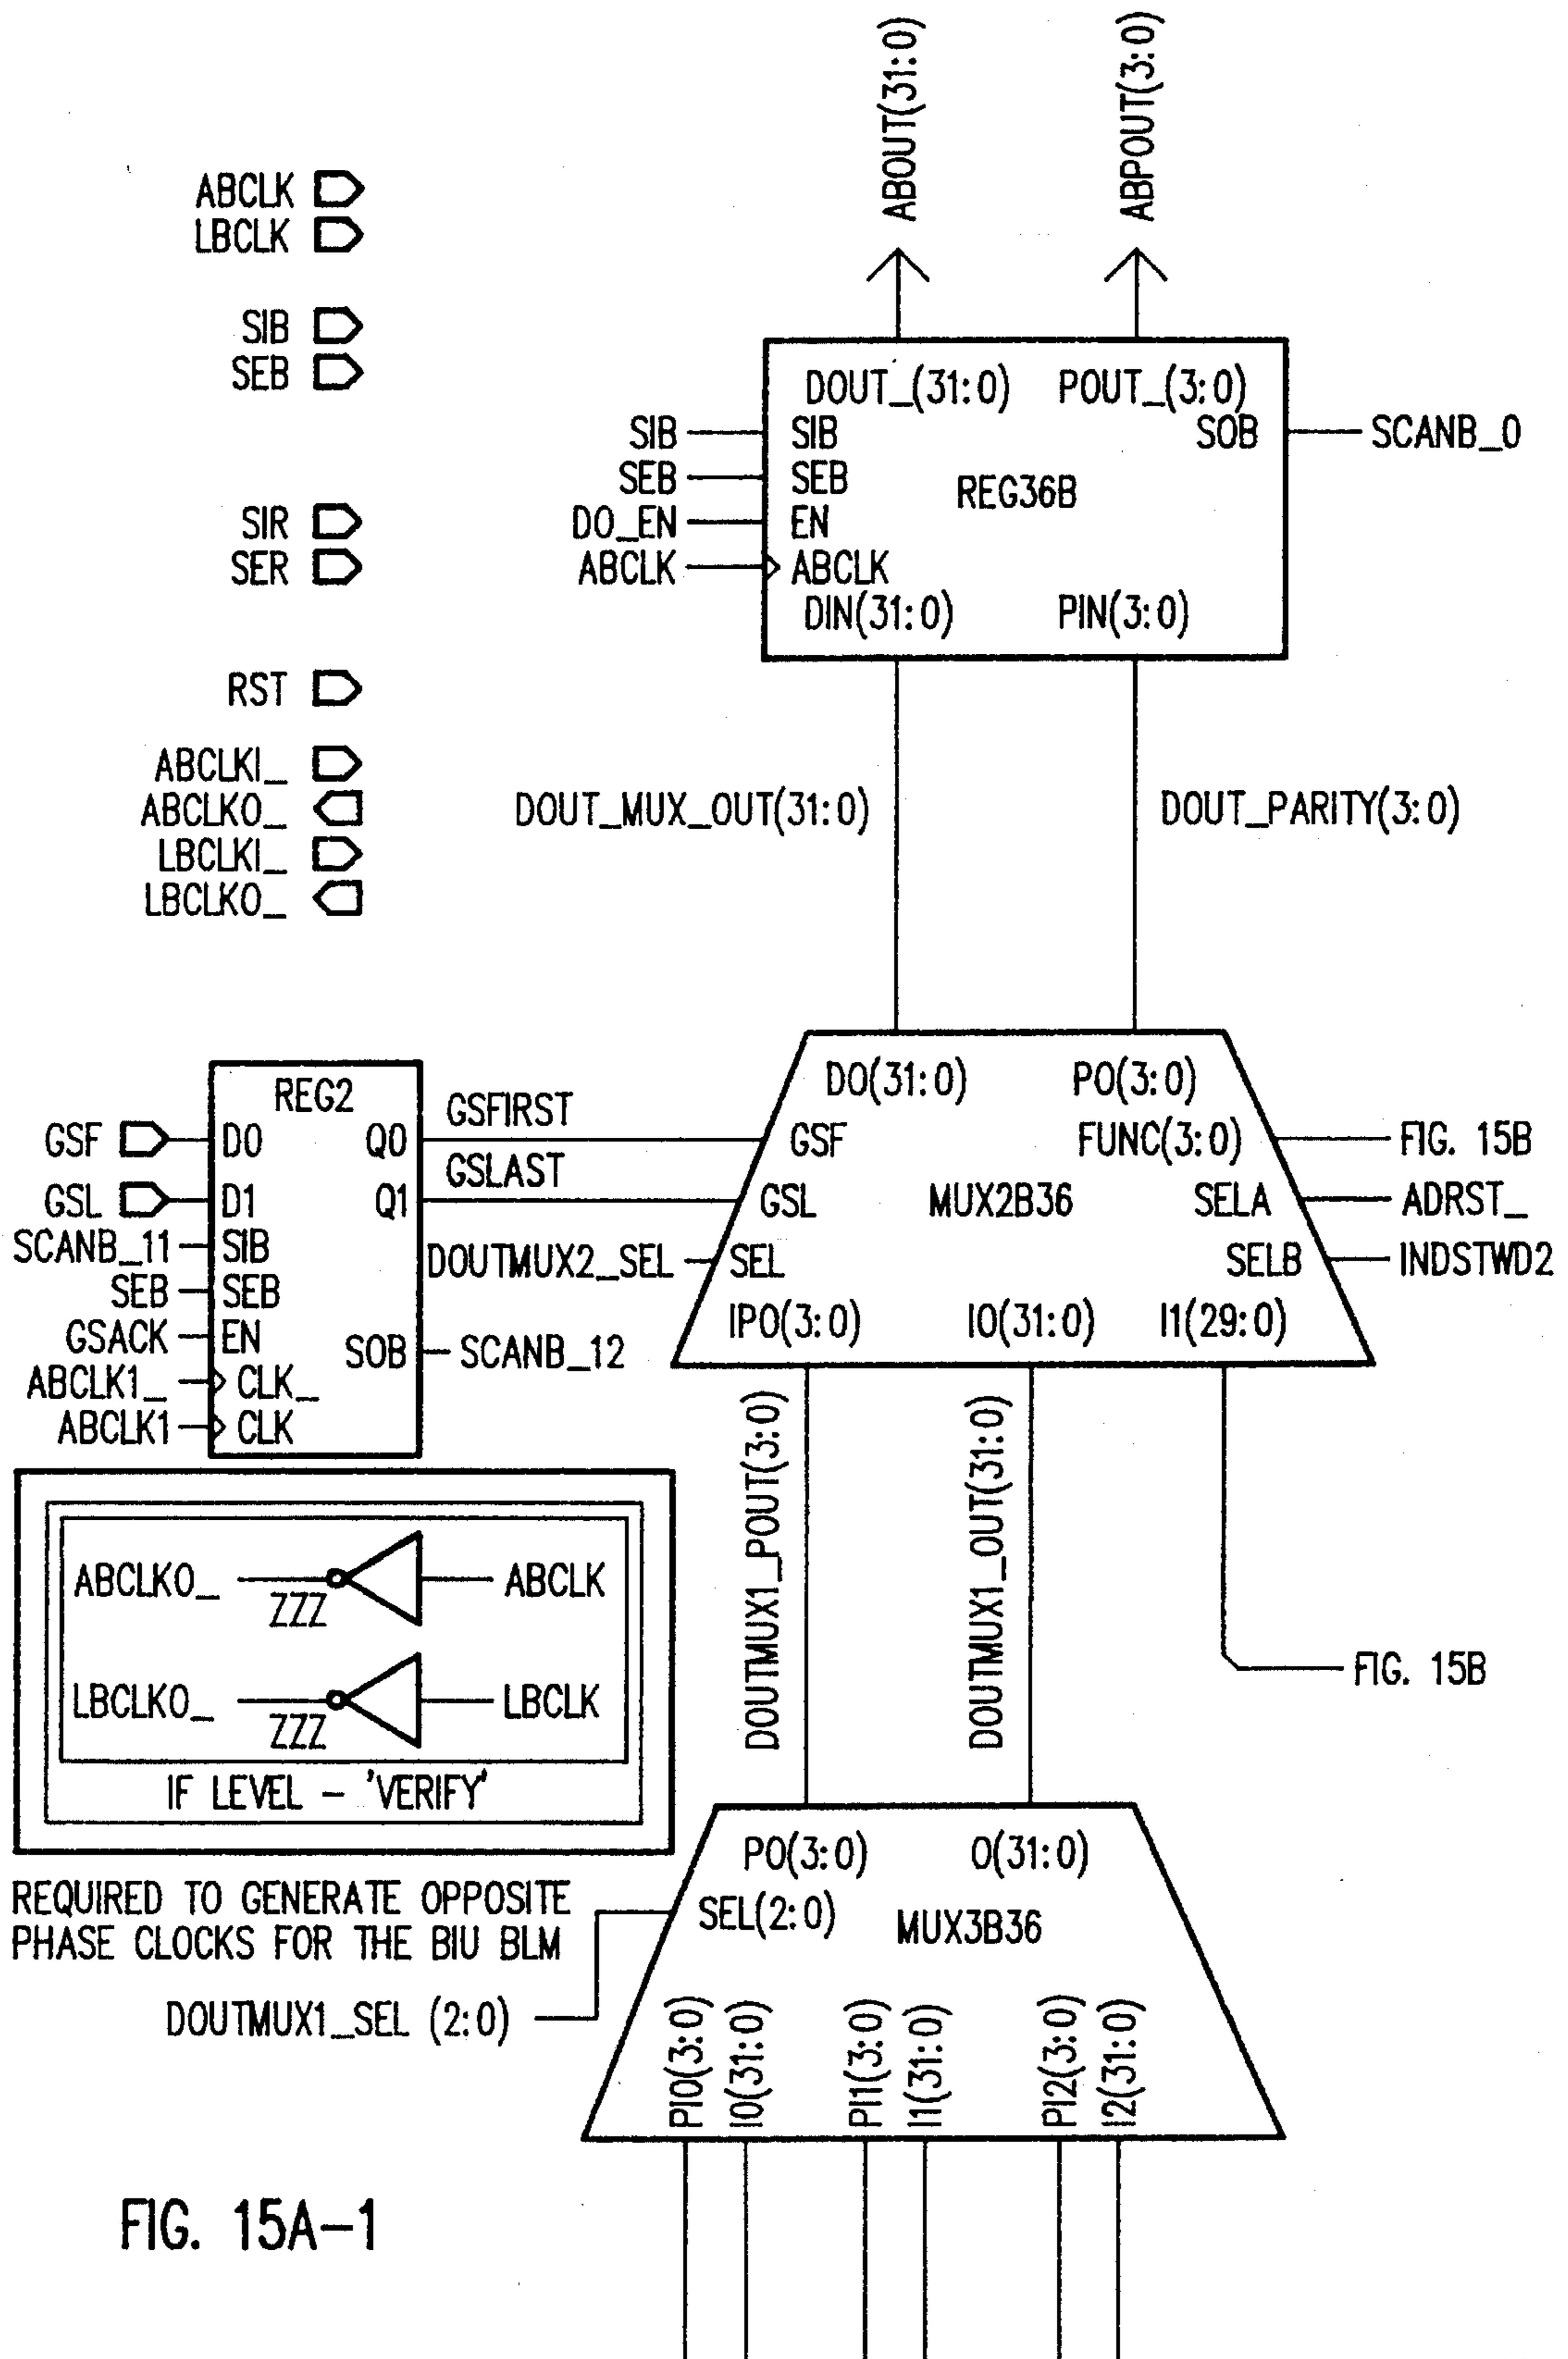 ABOUT(31:0)
ABPOUT(3:0)
ABCLK
LBCLK
SIB
SEB
SIR
SER
RST
ABCLKI_
ABCLKO_
LBCLKI_
LBCLKO_
DOUT_(31:0) POUT_(3:0)
SIB SIB SOB SCANB_0
SEB SEB
REG36B
DO_EN EN
ABCLK ABCLK
DIN(31:0) PIN(3:0)
DOUT_MUX_OUT(31:0) DOUT_PARITY(3:0)
REG2
GSF D0 Q0 GSFIRST
GSL D1 Q1 GSLAST
SCANB_11 SIB
SEB SEB
GSACK EN
SOB SCANB_12
ABCLK1_ CLK_
ABCLK1 CLK
DO(31:0) PO(3:0)
GSF FUNC(3:0) FIG. 15B
GSL MUX2B36 SELA ADRST_
DOUTMUX2_SEL SEL SELB INDSTWD2
IPO(3:0) IO(31:0) I1(29:0)
DOUTMUX1_POUT(3:0)
DOUTMUX1_OUT(31:0)
FIG. 15B
ABCLKO_ ZZZ ABCLK
LBCLKO_ ZZZ LBCLK
IF LEVEL - 'VERIFY'
REQUIRED TO GENERATE OPPOSITE
PHASE CLOCKS FOR THE BIU BLM
DOUTMUX1_SEL (2:0)
PO(3:0) O(31:0)
SEL(2:0) MUX3B36
PI0(3:0)
I0(31:0)
PI1(3:0)
I1(31:0)
PI2(3:0)
I2(31:0)
FIG. 15A-1